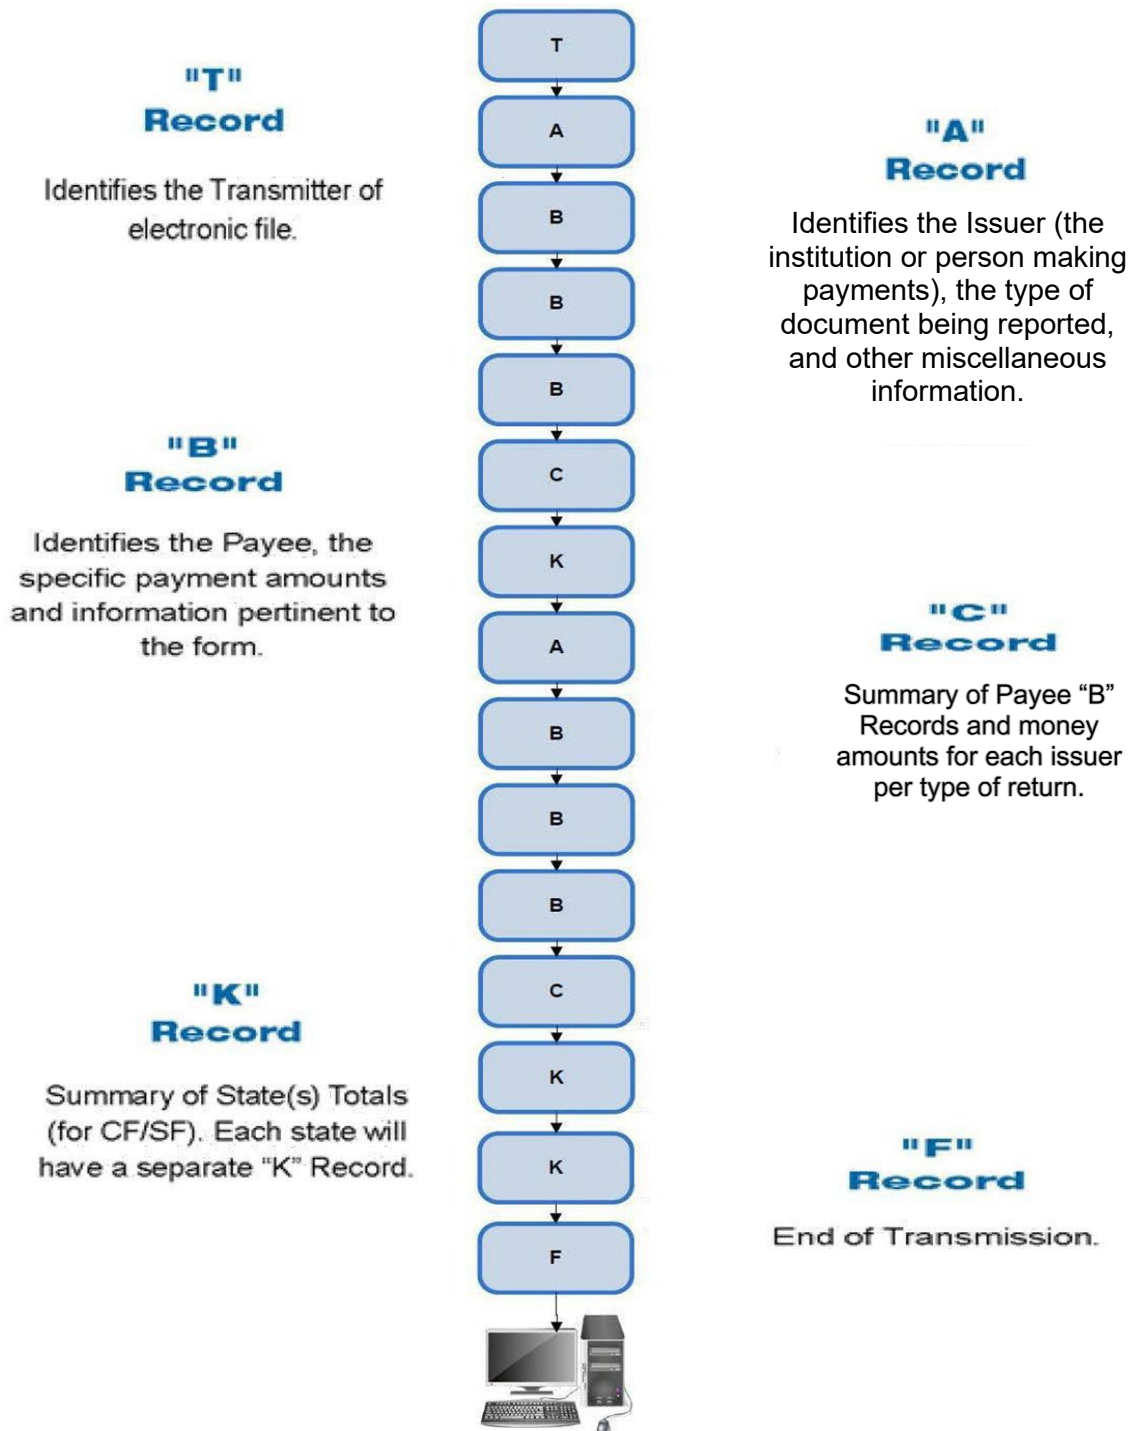 T
"T"
Record
Identifies the Transmitter of
electronic file.
A
"A"
Record
Identifies the Issuer (the
institution or person making
payments), the type of
document being reported,
and other miscellaneous
information.
B
B
B
"B"
Record
Identifies the Payee, the
specific payment amounts
and information pertinent to
the form.
C
K
A
"C"
Record
Summary of Payee “B”
Records and money
amounts for each issuer
per type of return.
B
B
B
C
"K"
Record
Summary of State(s) Totals
(for CF/SF). Each state will
have a separate “K” Record.
K
K
"F"
Record
End of Transmission.
F